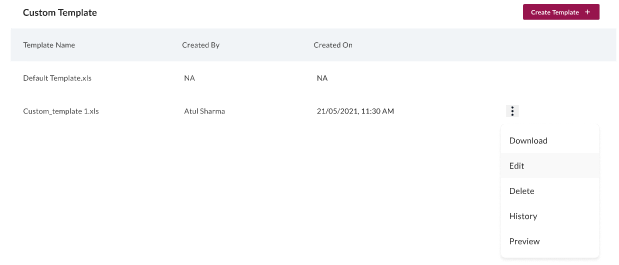 Custom Template
Create Template +
Template Name Created By Created On
Default Template.xls NA NA
Custom_template 1.xls Atul Sharma 21/05/2021, 11:30 AM
Download
Edit
Delete
History
Preview